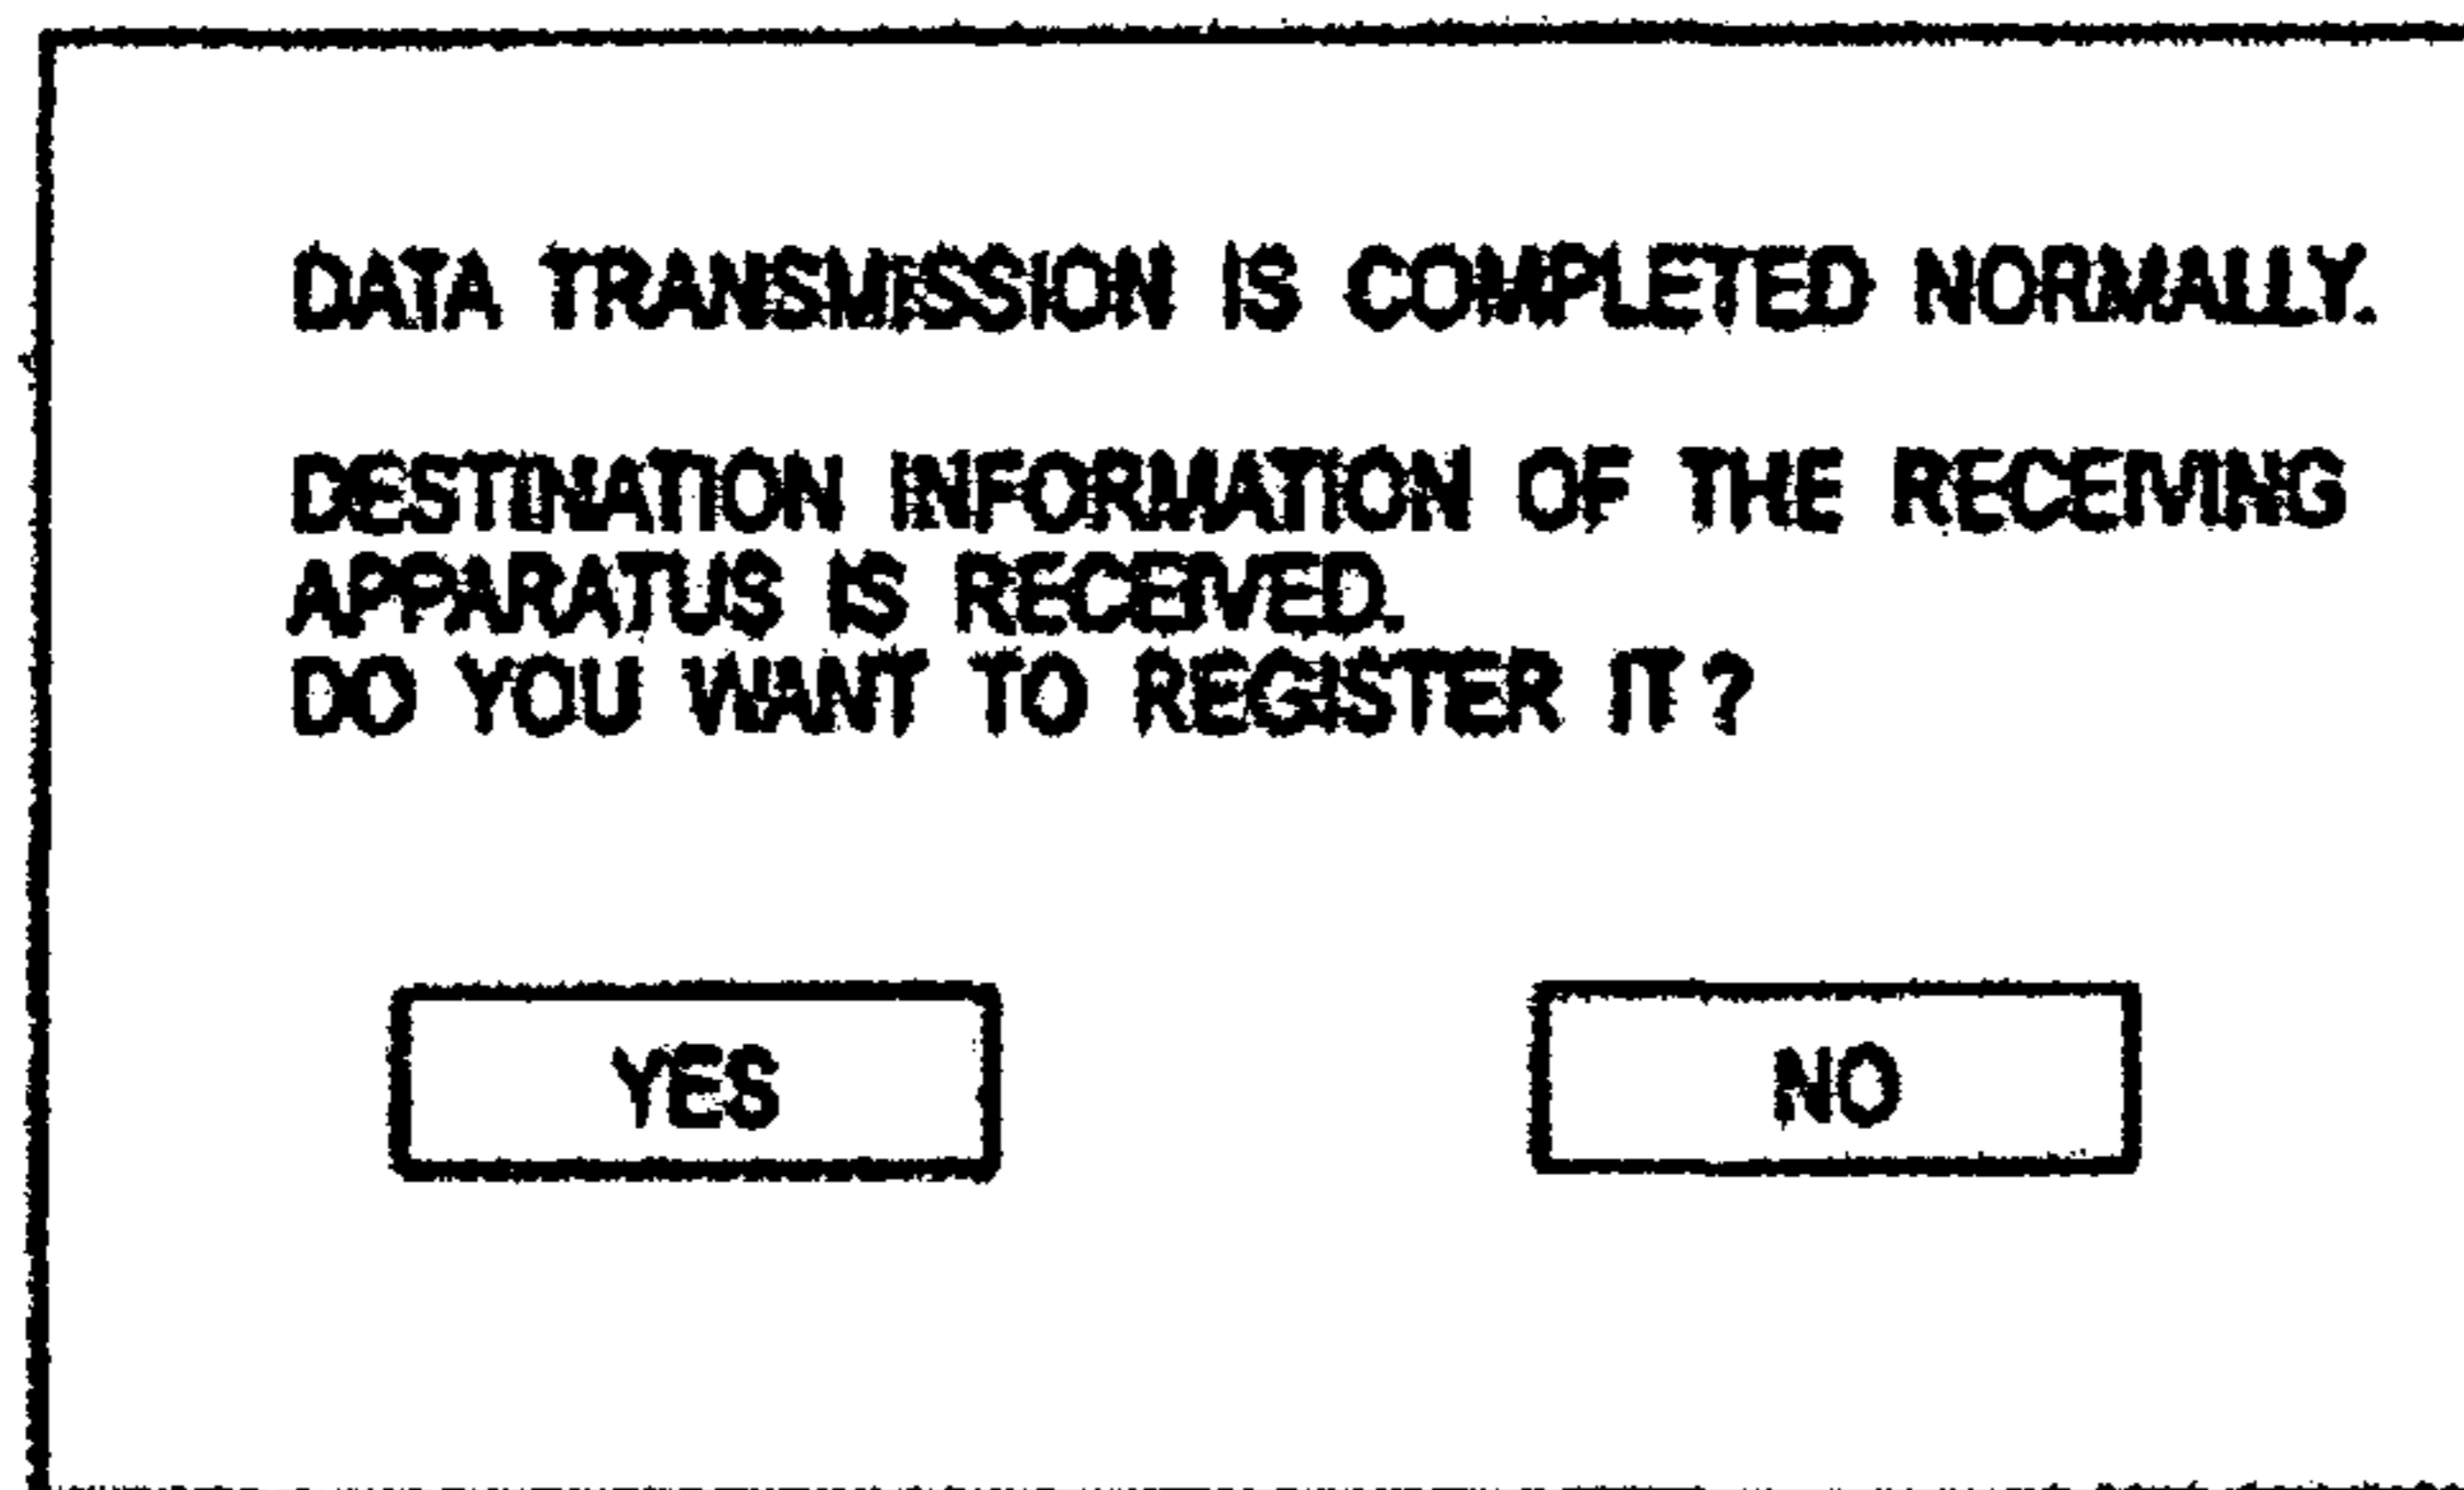 DATA TRANSMISSION IS COMPLETED NORMALLY.
DESTINATION INFORMATION OF THE RECEIVING
APPARATUS IS RECEIVED.
DO YOU WANT TO REGISTER IT?
YES NO